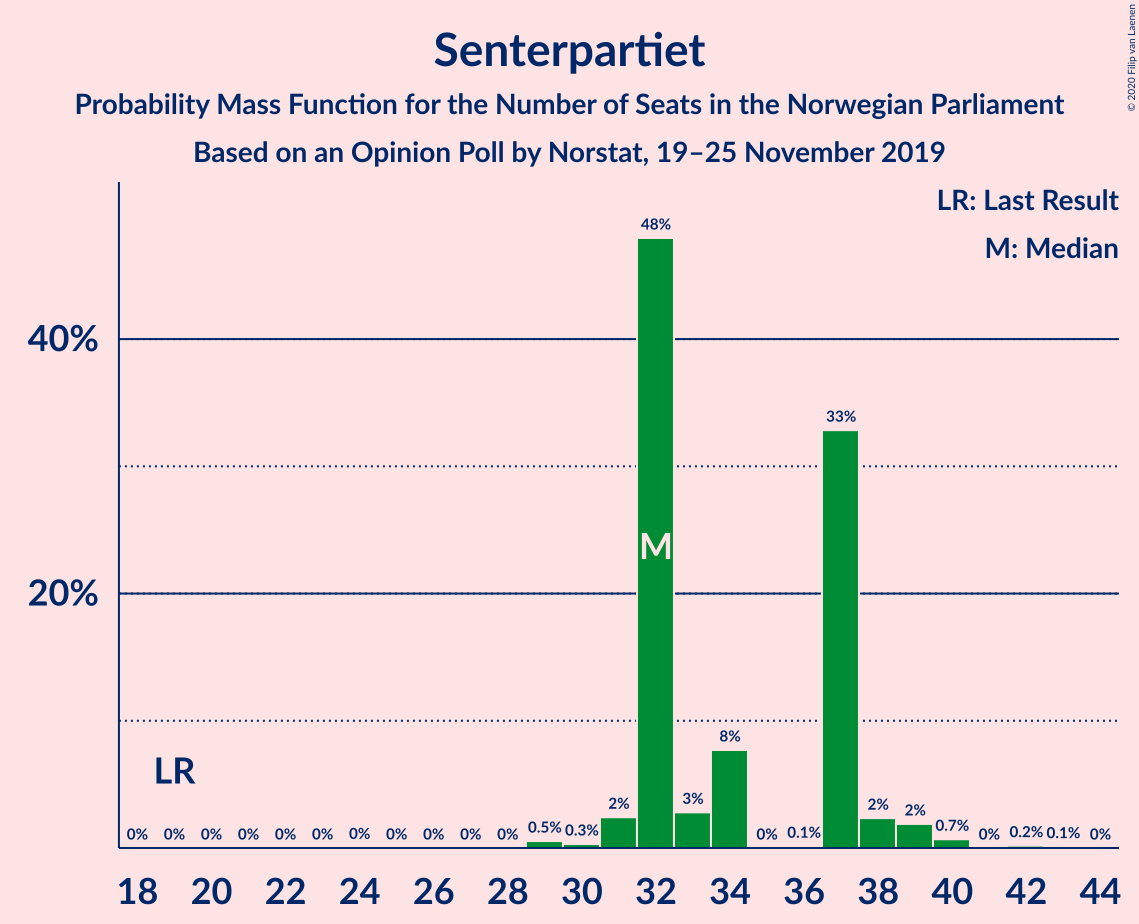 Senterpartiet
Probability Mass Function for the Number of Seats in the Norwegian Parliament
Based on an Opinion Poll by Norstat, 19–25 November 2019
© 2020 Filip van Laenen
LR: Last Result
M: Median
40%
20%
LR
M
0% 0% 0% 0% 0% 0% 0% 0% 0% 0% 0% 0.5% 0.3% 2% 48% 3% 8% 0% 0.1% 33% 2% 2% 0.7% 0% 0.2% 0.1% 0%
18 20 22 24 26 28 30 32 34 36 38 40 42 44